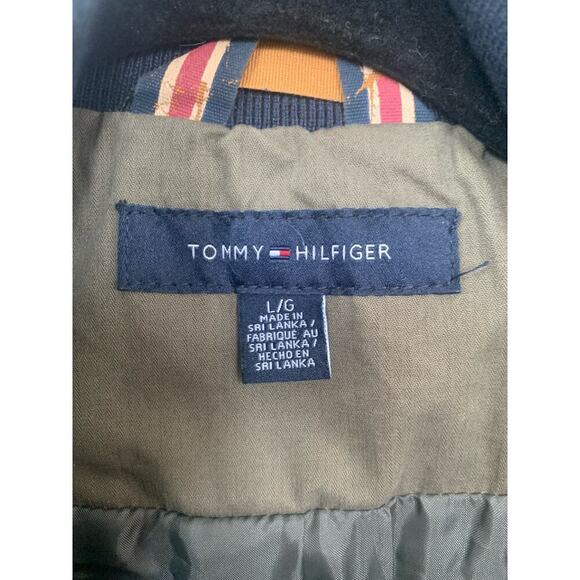 TOMMY HILFIGER
L/G
MADE IN
SRI LANKA /
FABRIQUÉ AU
SRI LANKA /
HECHO EN
SRI LANKA